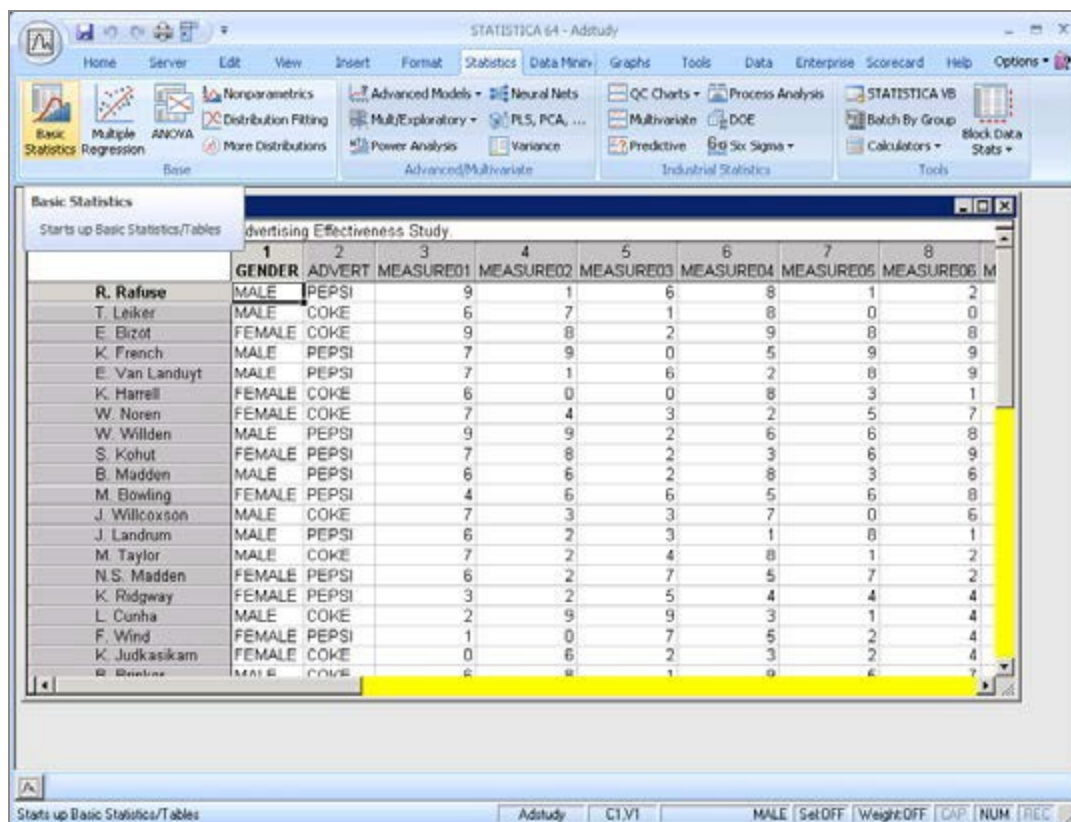 STATISTICA 64 - Adstudy
Home Server Edit View Insert Format Statistics Data Minin Graphs Tools Data Enterprise Scorecard Help Options
Basic Statistics
Multiple Regression
ANOVA
Nonparametrics
Distribution Fitting
More Distributions
Base
Advanced Models
Mult/Exploratory
Power Analysis
Neural Nets
PLS, PCA, ...
Variance
Advanced/Multivariate
QC Charts
Multivariate
Predictive
Process Analysis
DOE
Six Sigma
Industrial Statistics
STATISTICA VB
Batch By Group
Calculators
Block Data Stats
Tools
Basic Statistics
Starts up Basic Statistics/Tables
dvertising Effectiveness Study.
1 2 3 4 5 6 7 8
GENDER ADVERT MEASURE01 MEASURE02 MEASURE03 MEASURE04 MEASURE05 MEASURE06 M
R. Rafuse MALE PEPSI 9 1 6 8 1 2
T. Leiker MALE COKE 6 7 1 8 0 0
E. Bizot FEMALE COKE 9 8 2 9 8 8
K. French MALE PEPSI 7 9 0 5 9 9
E. Van Landuyt MALE PEPSI 7 1 6 2 8 9
K. Harrell FEMALE COKE 6 0 0 8 3 1
W. Noren FEMALE COKE 7 4 3 2 5 7
W. Willden MALE PEPSI 9 9 2 6 6 8
S. Kohut FEMALE PEPSI 7 8 2 3 6 9
B. Madden MALE PEPSI 6 6 2 8 3 6
M. Bowling FEMALE PEPSI 4 6 6 5 6 8
J. Willcoxson MALE COKE 7 3 3 7 0 6
J. Landrum MALE PEPSI 6 2 3 1 8 1
M. Taylor MALE COKE 7 2 4 8 1 2
N.S. Madden FEMALE PEPSI 6 2 7 5 7 2
K. Ridgway FEMALE PEPSI 3 2 5 4 4 4
L. Cunha MALE COKE 2 9 9 3 1 4
F. Wind FEMALE PEPSI 1 0 7 5 2 4
K. Judkasikam FEMALE COKE 0 6 2 3 2 4
MALE COKE
Starts up Basic Statistics/Tables Adstudy C1,V1 MALE Sel:OFF Weight:OFF CAP NUM REC